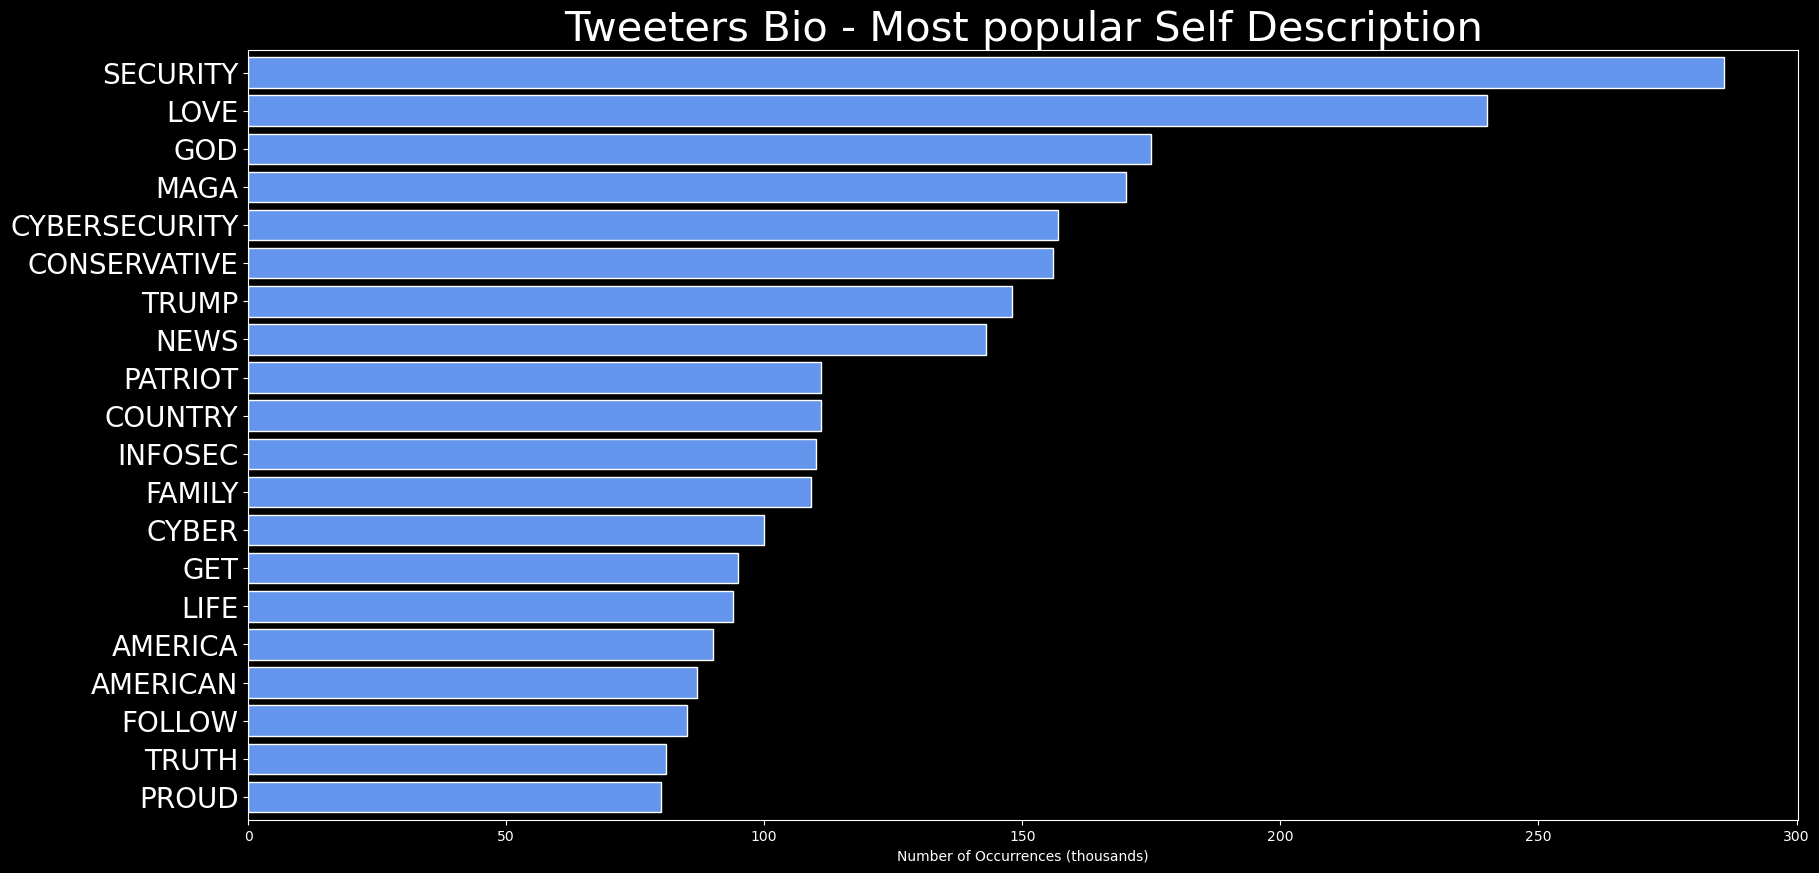 Tweeters Bio - Most popular Self Description
SECURITY
LOVE
GOD
MAGA
CYBERSECURITY
CONSERVATIVE
TRUMP
NEWS
PATRIOT
COUNTRY
INFOSEC
FAMILY
CYBER
GET
LIFE
AMERICA
AMERICAN
FOLLOW
TRUTH
PROUD
0 50 100 150 200 250 300
Number of Occurrences (thousands)